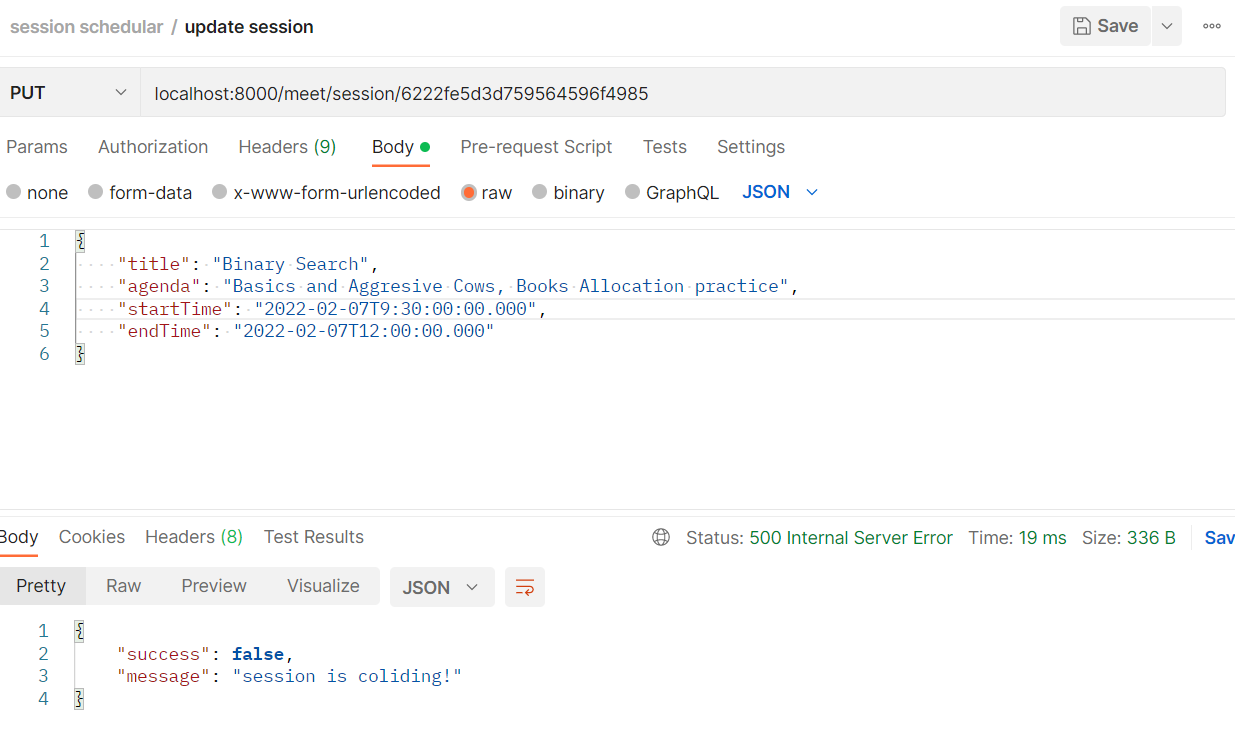 session schedular / update session
Save
PUT
localhost:8000/meet/session/6222fe5d3d759564596f4985
Params Authorization Headers (9) Body Pre-request Script Tests Settings
none form-data x-www-form-urlencoded raw binary GraphQL JSON
1 {
2 "title": "Binary Search",
3 "agenda": "Basics and Aggresive Cows, Books Allocation practice",
4 "startTime": "2022-02-07T9:30:00:00.000",
5 "endTime": "2022-02-07T12:00:00.000"
6 }
Body Cookies Headers (8) Test Results Status: 500 Internal Server Error Time: 19 ms Size: 336 B Sav
Pretty Raw Preview Visualize JSON
1 {
2 "success": false,
3 "message": "session is coliding!"
4 }